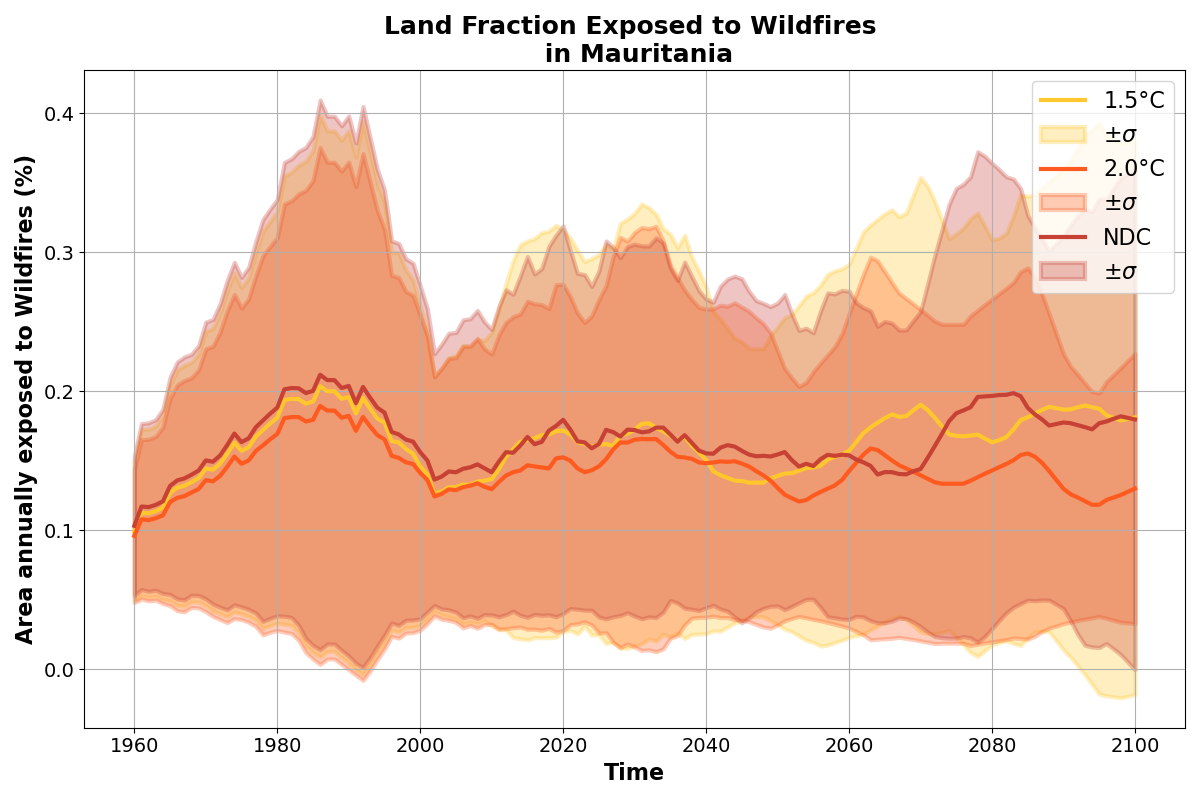 Land Fraction Exposed to Wildfires
in Mauritania
Area annually exposed to Wildfires (%)
0.4
0.3
0.2
0.1
0.0
1.5°C
±σ
2.0°C
±σ
NDC
±σ
1960 1980 2000 2020 2040 2060 2080 2100
Time